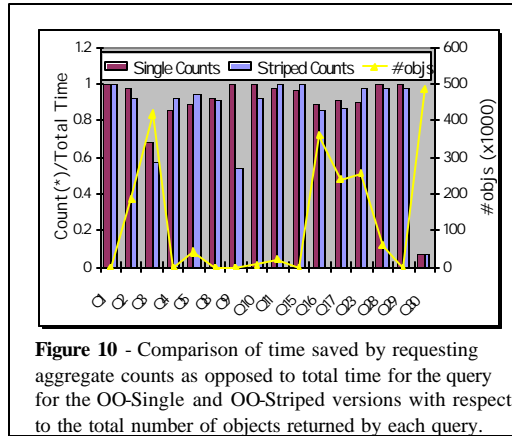 1.2
1
0.8
0.6
0.4
0.2
0
Count(*)/Total Time
Single Counts Striped Counts #objs
600
500
400
300
200
100
0
#objs (x1000)
Q1 Q2 Q3 Q4 Q5 Q8 Q9 Q10 Q11 Q15 Q16 Q17 Q23 Q28 Q29 Q30
Figure 10 - Comparison of time saved by requesting
aggregate counts as opposed to total time for the query
for the OO-Single and OO-Striped versions with respect
to the total number of objects returned by each query.